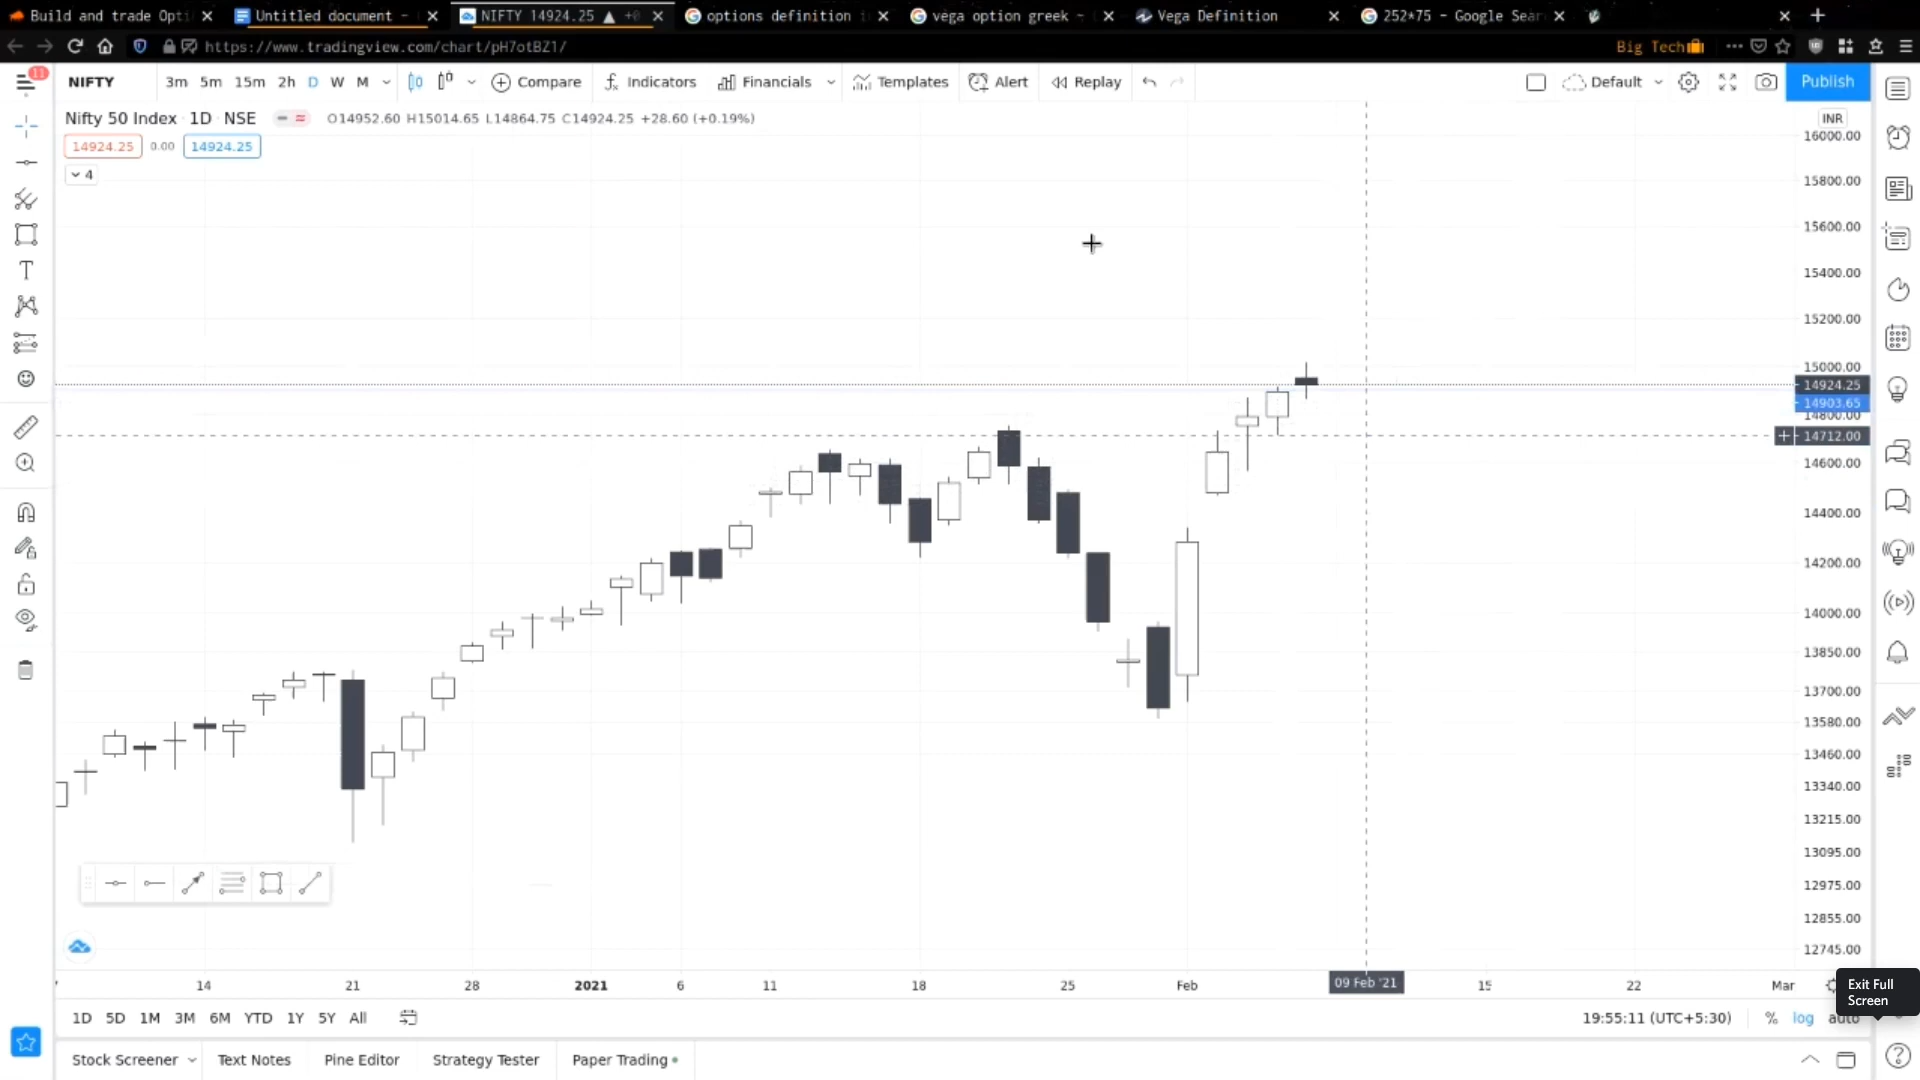 Build and trade Opti
Untitled document -
NIFTY 14924.25 ▲ +0
options definition i
vega option greek -
Vega Definition
252*75 - Google Sear
https://www.tradingview.com/chart/pH7otBZ1/
Big Tech
11
NIFTY
3m 5m 15m 2h D W M
Compare
Indicators
Financials
Templates
Alert
Replay
Default
Publish
Nifty 50 Index 1D NSE
O14952.60 H15014.65 L14864.75 C14924.25 +28.60 (+0.19%)
14924.25 0.00 14924.25
4
INR
16000.00
15800.00
15600.00
15400.00
15200.00
15000.00
14924.25
14903.65
14800.00
14712.00
14600.00
14400.00
14200.00
14000.00
13850.00
13700.00
13580.00
13460.00
13340.00
13215.00
13095.00
12975.00
12855.00
12745.00
14 21 28 2021 6 11 18 25 Feb 09 Feb '21 15 22 Mar
Exit Full
Screen
1D 5D 1M 3M 6M YTD 1Y 5Y All
19:55:11 (UTC+5:30) % log auto
Stock Screener
Text Notes
Pine Editor
Strategy Tester
Paper Trading